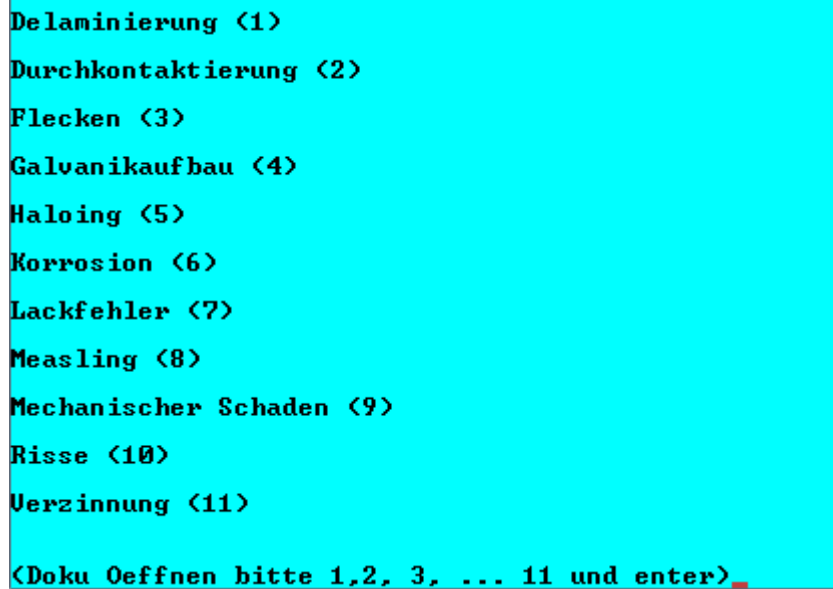 Delaminierung (1)
Durchkontaktierung (2)
Flecken (3)
Galvanikaufbau (4)
Haloing (5)
Korrosion (6)
Lackfehler (7)
Measling (8)
Mechanischer Schaden (9)
Risse (10)
Verzinnung (11)
(Doku Oeffnen bitte 1,2, 3, ... 11 und enter)_